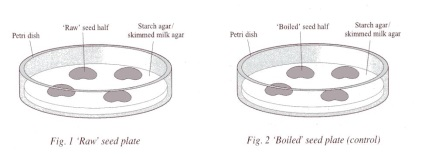 Petri dish
'Raw' seed half
Starch agar/
skimmed milk agar
Petri dish
'Boiled' seed half
Starch agar/
skimmed milk agar
Fig. 1 'Raw' seed plate
Fig. 2 'Boiled' seed plate (control)